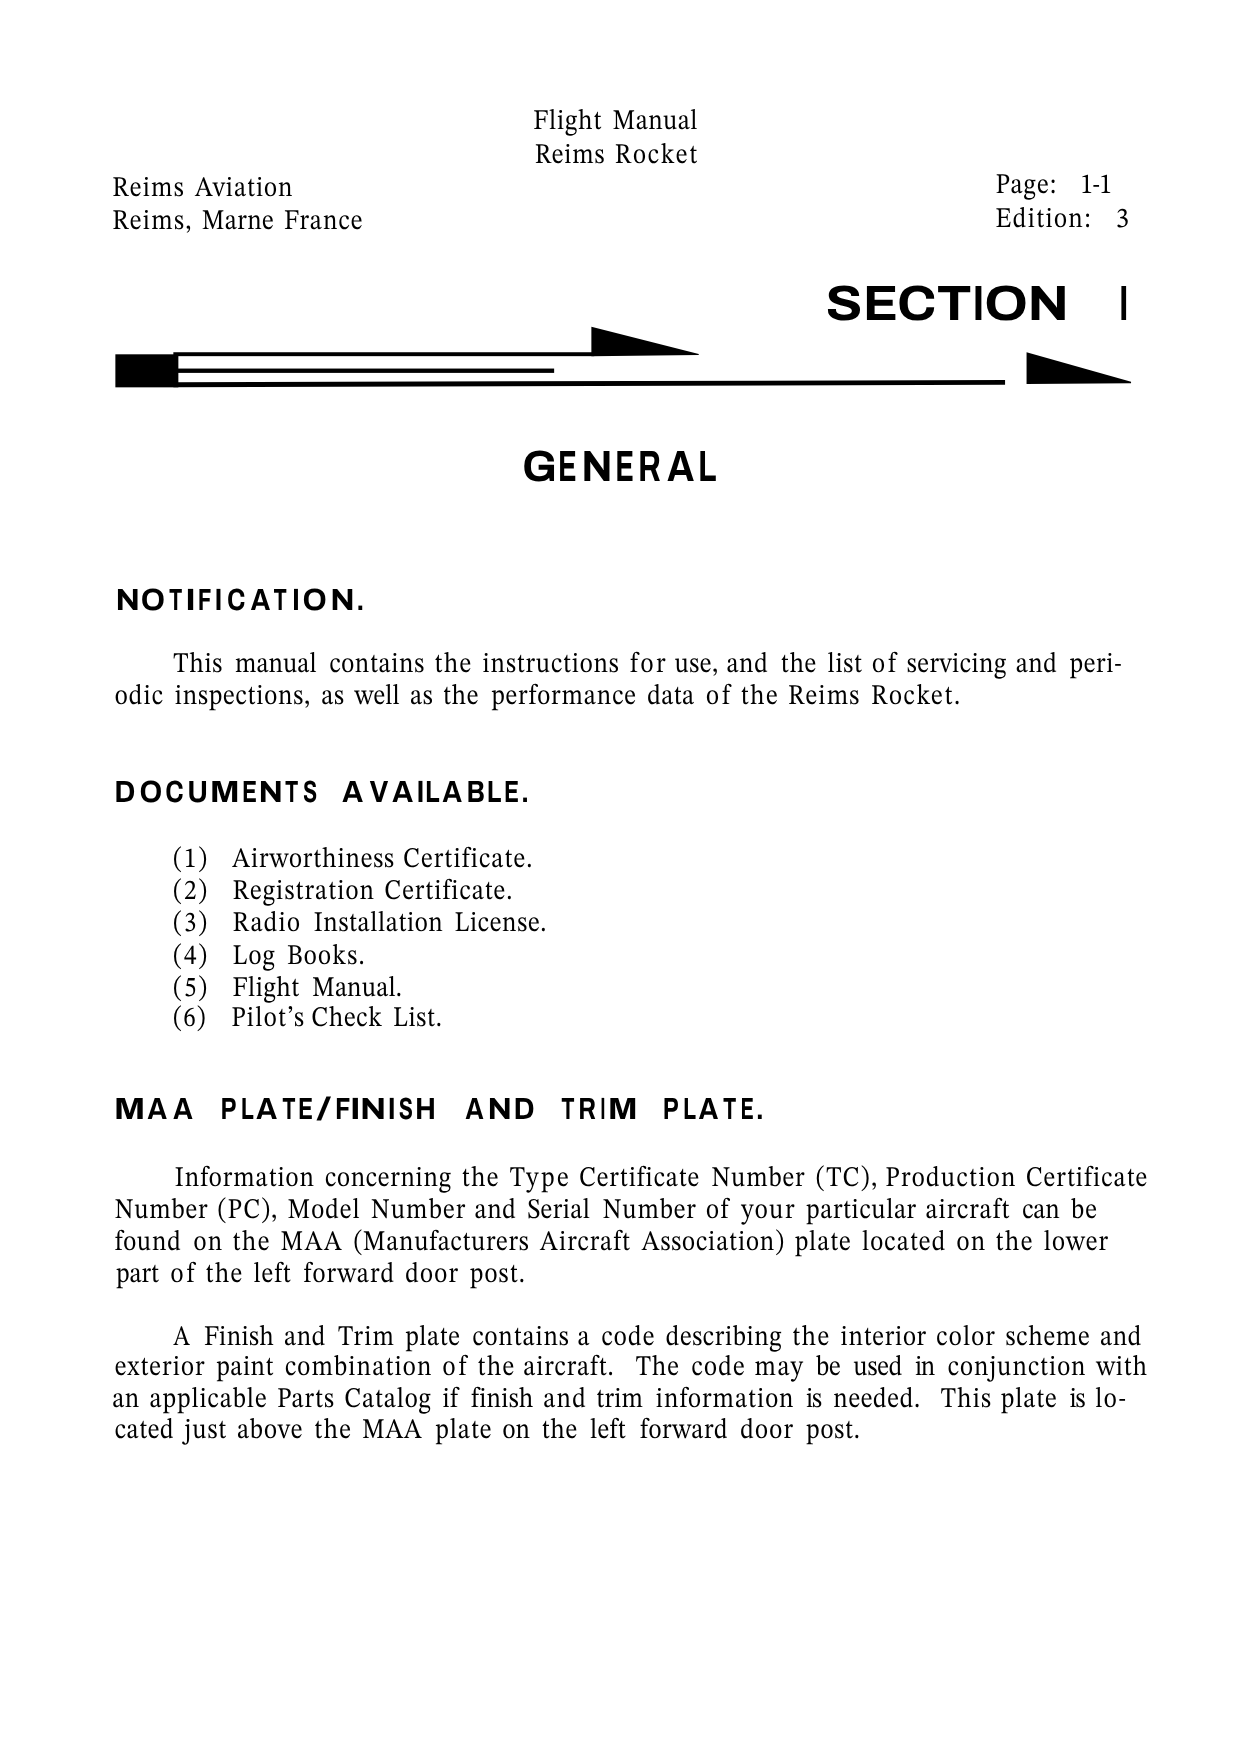 Flight Manual
Reims Rocket
Reims Aviation
Reims, Marne France
Page: 1-1
Edition: 3
SECTION I
GENERAL
NOTIFICATION.
This manual contains the instructions for use, and the list of servicing and peri-
odic inspections, as well as the performance data of the Reims Rocket.
DOCUMENTS AVAILABLE.
(1) Airworthiness Certificate.
(2) Registration Certificate.
(3) Radio Installation License.
(4) Log Books.
(5) Flight Manual.
(6) Pilot's Check List.
MAA PLATE/FINISH AND TRIM PLATE.
Information concerning the Type Certificate Number (TC), Production Certificate
Number (PC), Model Number and Serial Number of your particular aircraft can be
found on the MAA (Manufacturers Aircraft Association) plate located on the lower
part of the left forward door post.
A Finish and Trim plate contains a code describing the interior color scheme and
exterior paint combination of the aircraft. The code may be used in conjunction with
an applicable Parts Catalog if finish and trim information is needed. This plate is lo-
cated just above the MAA plate on the left forward door post.